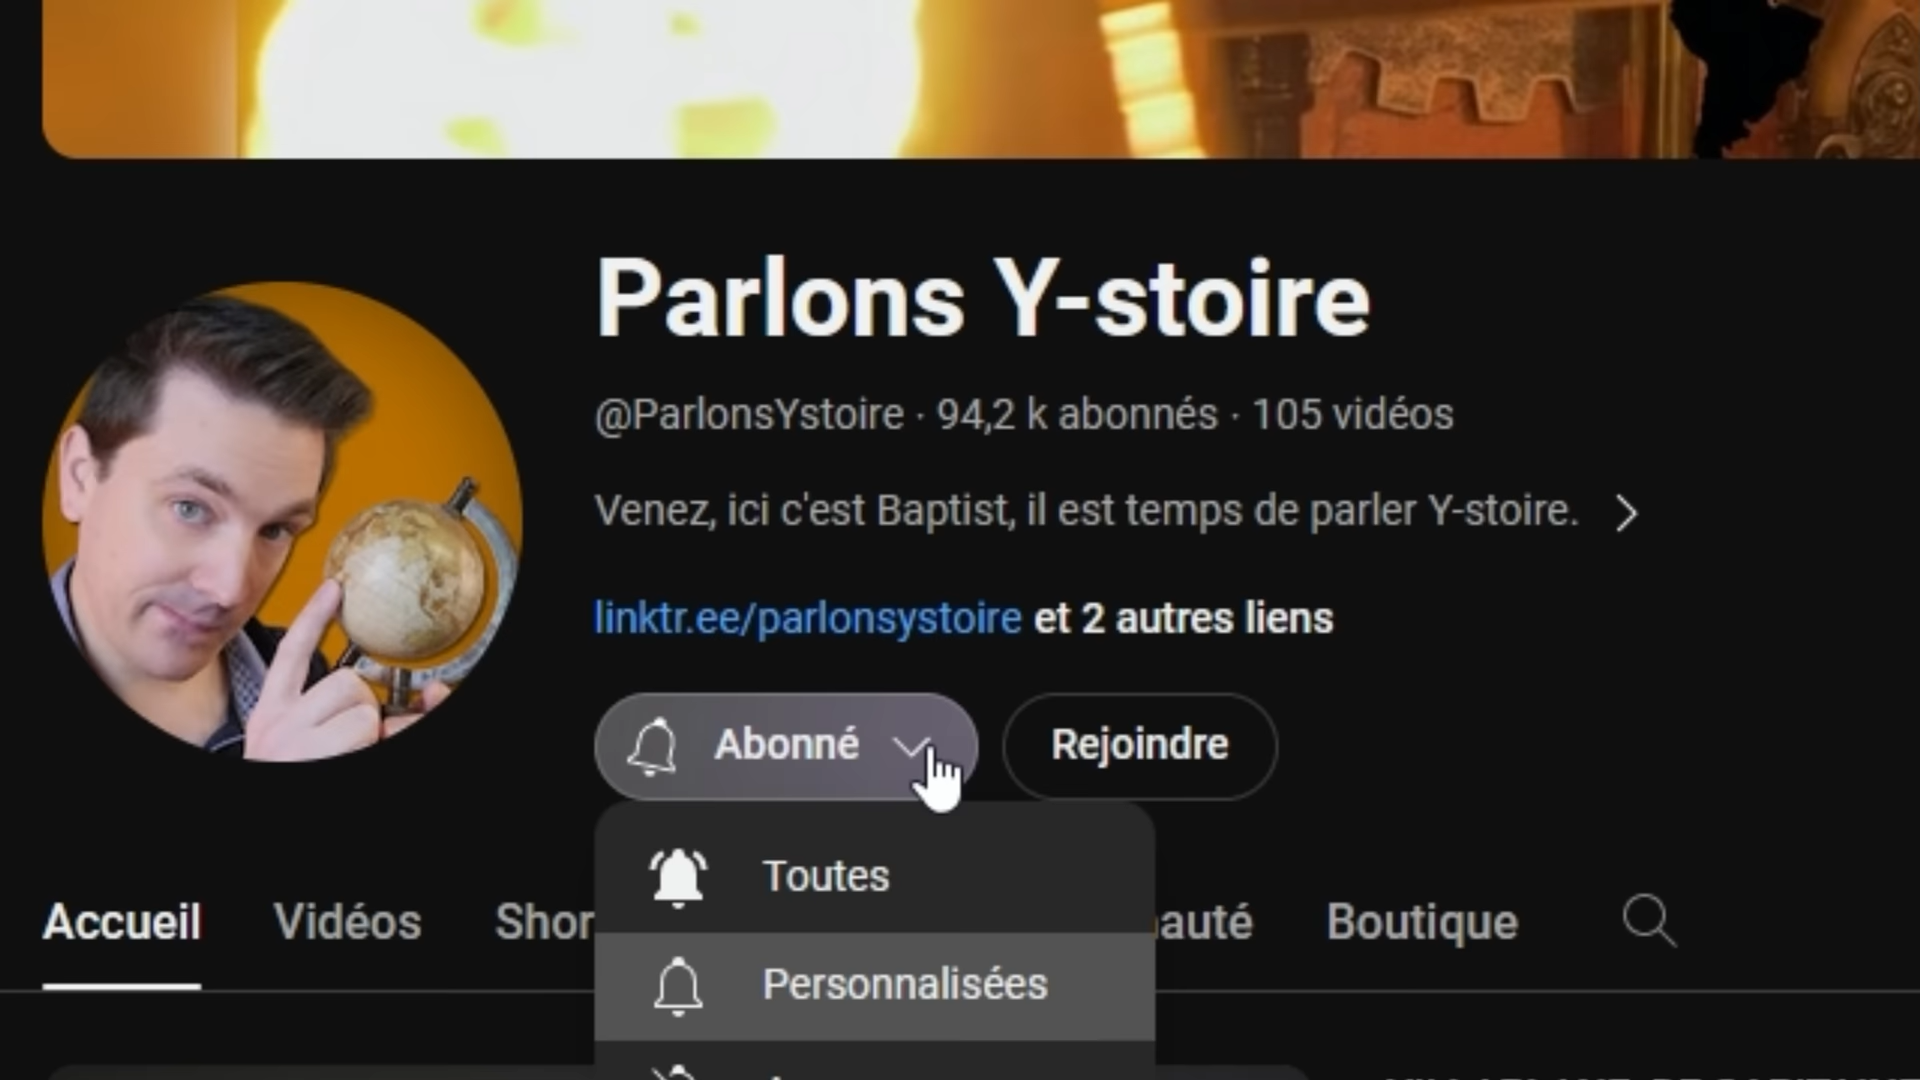 Parlons Y-stoire
@ParlonsYstoire · 94,2 k abonnés · 105 vidéos
Venez, ici c'est Baptist, il est temps de parler Y-stoire.
linktr.ee/parlonsystoire et 2 autres liens
Abonné
Rejoindre
Toutes
Accueil Vidéos Shor auté Boutique
Personnalisées